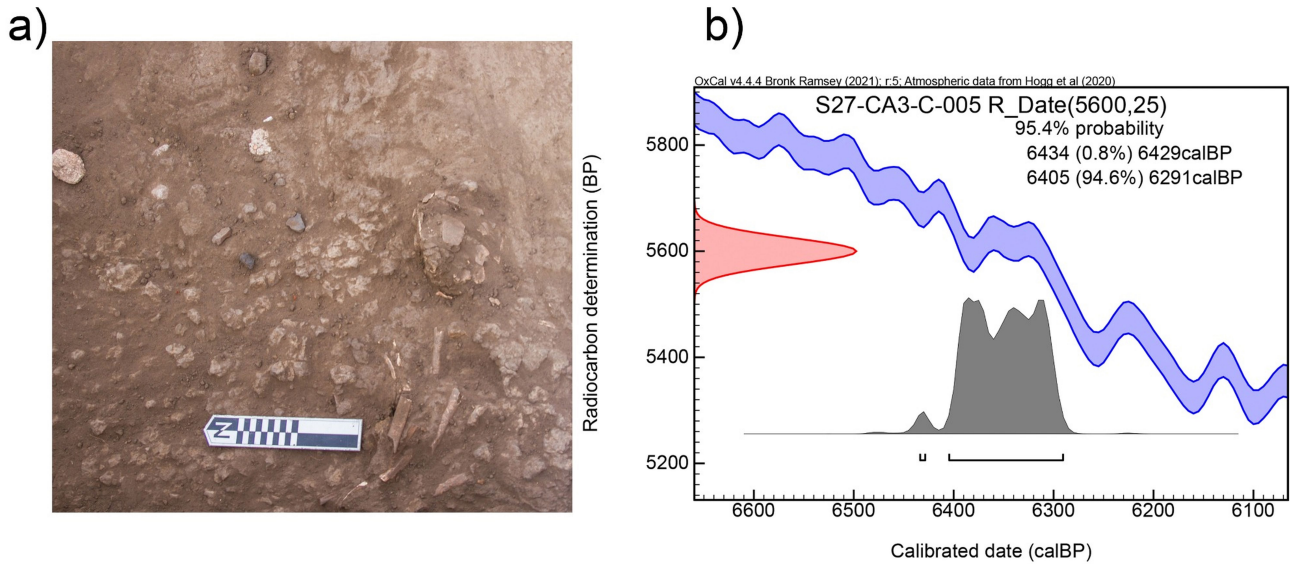 a)
Z
b)
OxCal v4.4.4 Bronk Ramsey (2021); r:5; Atmospheric data from Hogg et al (2020)
S27-CA3-C-005 R_Date(5600,25)
95.4% probability
6434 (0.8%) 6429calBP
6405 (94.6%) 6291calBP
Radiocarbon determination (BP)
5800
5600
5400
5200
6600 6500 6400 6300 6200 6100
Calibrated date (calBP)